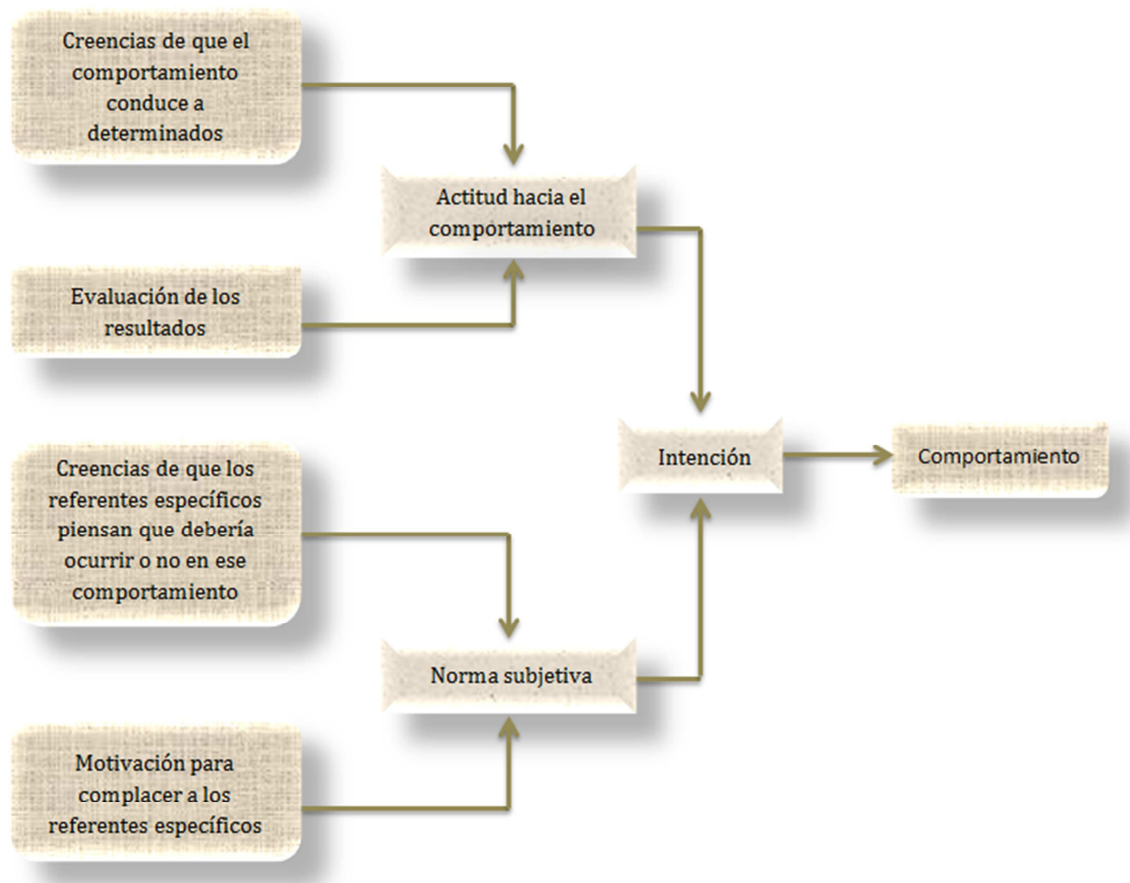 Creencias de que el
comportamiento
conduce a
determinados
Actitud hacia el
comportamiento
Evaluación de los
resultados
Creencias de que los
referentes específicos
piensan que debería
ocurrir o no en ese
comportamiento
Intención
Comportamiento
Norma subjetiva
Motivación para
complacer a los
referentes específicos